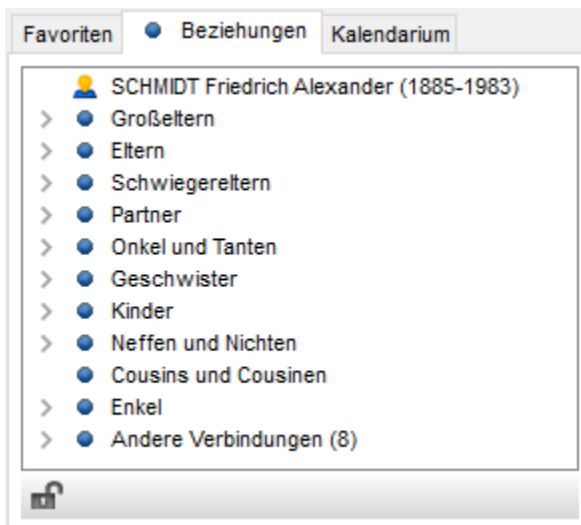 Favoriten Beziehungen Kalendarium
SCHMIDT Friedrich Alexander (1885-1983)
Großeltern
Eltern
Schwiegereltern
Partner
Onkel und Tanten
Geschwister
Kinder
Neffen und Nichten
Cousins und Cousinen
Enkel
Andere Verbindungen (8)